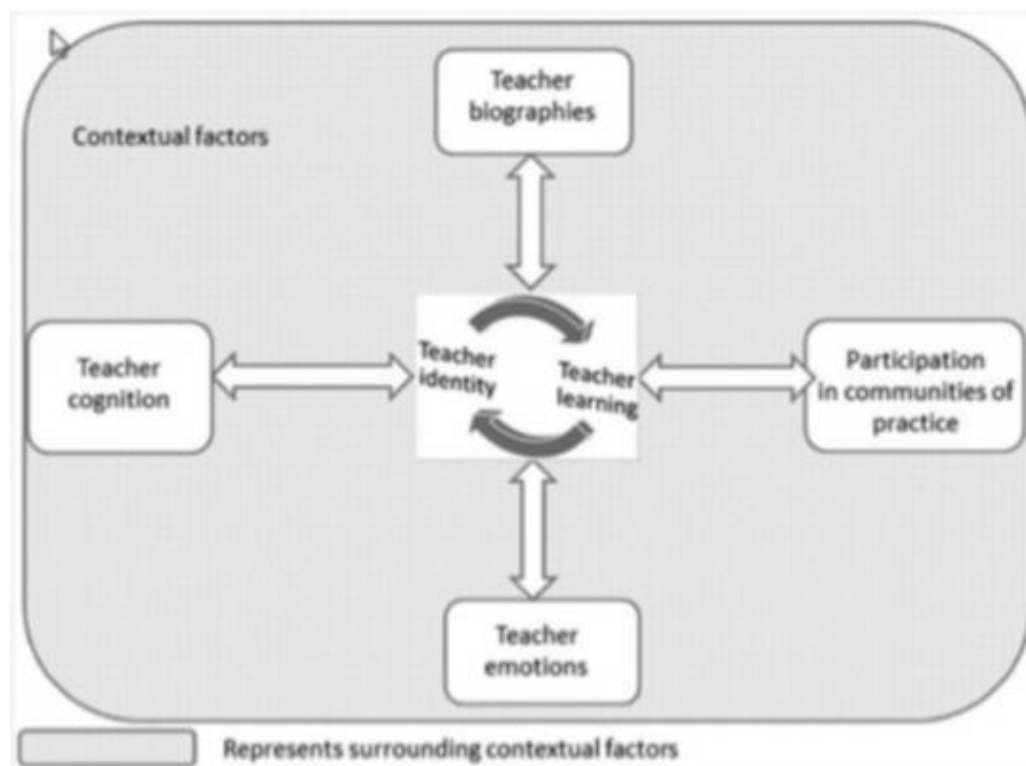 Teacher
biographies
Contextual factors
Teacher
cognition
Teacher
identity
Teacher
learning
Participation
in communities of
practice
Teacher
emotions
Represents surrounding contextual factors